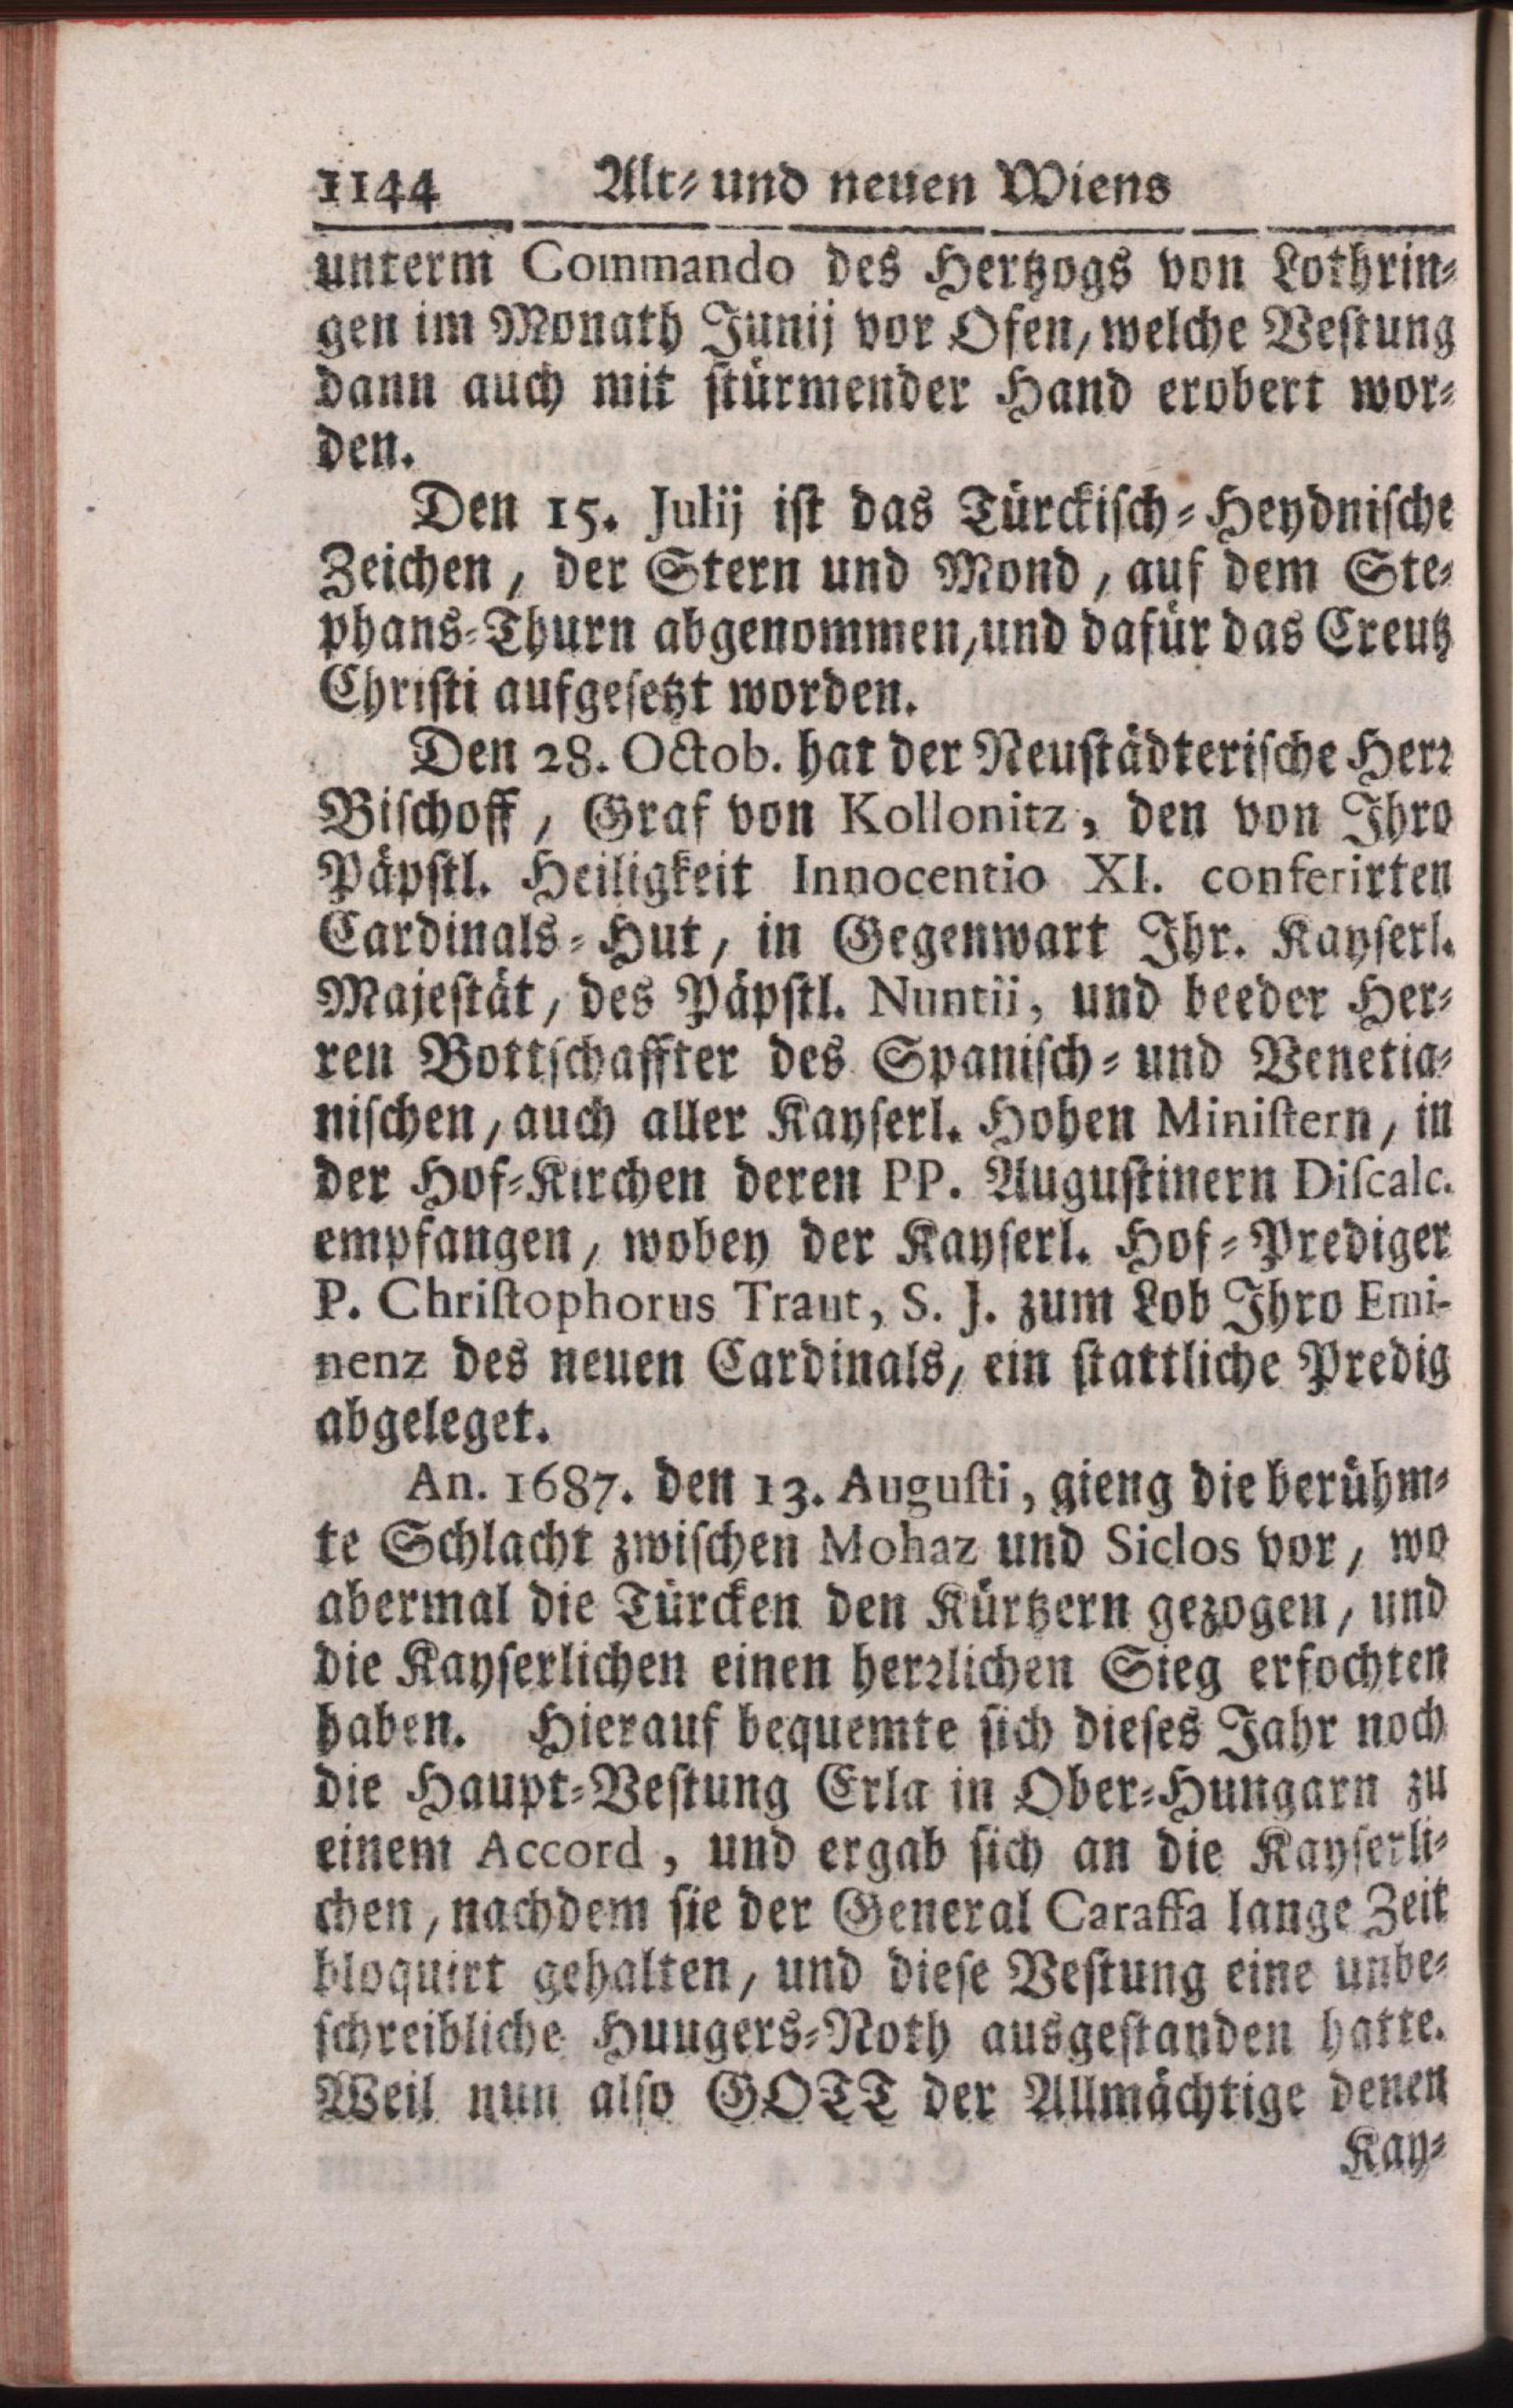 1144 Alt- und neuen Wiens
unterm Commando des Hertzogs von Lothrin-
gen im Monath Junij vor Ofen, welche Vestung
dann auch mit stürmender Hand erobert wor-
den.
Den 15. Julij ist das Türckisch-Heydnische
Zeichen, der Stern und Mond, auf dem Ste-
phans-Thurn abgenommen, und dafür das Creutz
Christi aufgesetzt worden.
Den 28. Octob. hat der Neustädterische Herr
Bischoff, Graf von Kollonitz, den von Ihro
Päpstl. Heiligkeit Innocentio XI. conferirten
Cardinals-Hut, in Gegenwart Ihr. Kayserl.
Majestät, des Päpstl. Nuntii, und beeder Her-
ren Bottschaffter des Spanisch- und Venetia-
nischen, auch aller Kayserl. Hohen Ministern, in
der Hof-Kirchen deren PP. Augustinern Discalc.
empfangen, wobey der Kayserl. Hof-Prediger
P. Christophorus Traut, S. J. zum Lob Ihro Emi-
nenz des neuen Cardinals, ein stattliche Predig
abgeleget.
An. 1687. den 13. Augusti, gieng die berühm-
te Schlacht zwischen Mohaz und Siclos vor, wo
abermal die Türcken den Kürtzern gezogen, und
die Kayserlichen einen herrlichen Sieg erfochten
haben. Hierauf bequemte sich dieses Jahr noch
die Haupt-Vestung Erla in Ober-Hungarn zu
einem Accord, und ergab sich an die Kayserli-
chen, nachdem sie der General Caraffa lange Zeit
bloquirt gehalten, und diese Vestung eine unbe-
schreibliche Hungers-Noth ausgestanden hatte.
Weil nun also GOTT der Allmächtige denen
Kay-